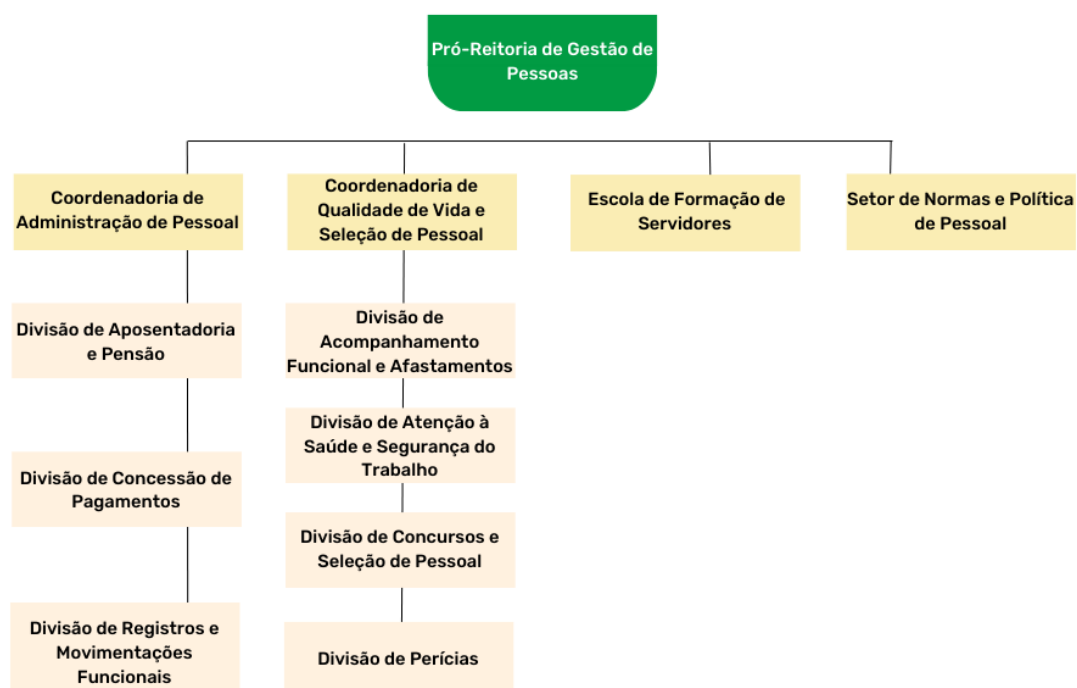 Pró-Reitoria de Gestão de
Pessoas
Coordenadoria de
Administração de Pessoal
Coordenadoria de
Qualidade de Vida e
Seleção de Pessoal
Escola de Formação de
Servidores
Setor de Normas e Política
de Pessoal
Divisão de Aposentadoria
e Pensão
Divisão de Concessão de
Pagamentos
Divisão de Registros e
Movimentações
Funcionais
Divisão de
Acompanhamento
Funcional e Afastamentos
Divisão de Atenção à
Saúde e Segurança do
Trabalho
Divisão de Concursos e
Seleção de Pessoal
Divisão de Perícias